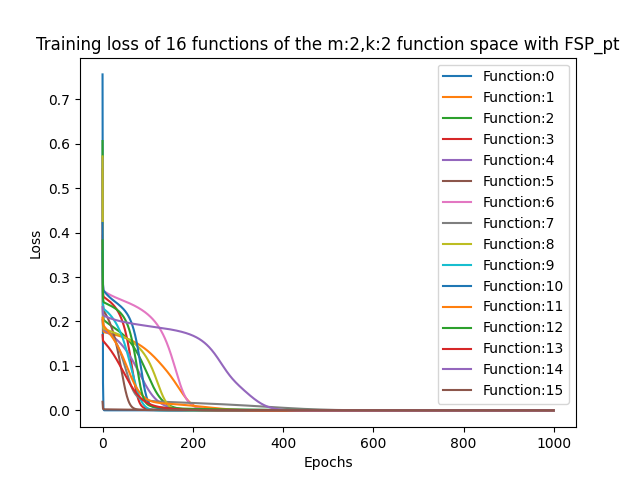 Training loss of 16 functions of the m:2,k:2 function space with FSP_pt
Loss
0.7
0.6
0.5
0.4
0.3
0.2
0.1
0.0
0
200
400
600
800
1000
Epochs
Function:0
Function:1
Function:2
Function:3
Function:4
Function:5
Function:6
Function:7
Function:8
Function:9
Function:10
Function:11
Function:12
Function:13
Function:14
Function:15